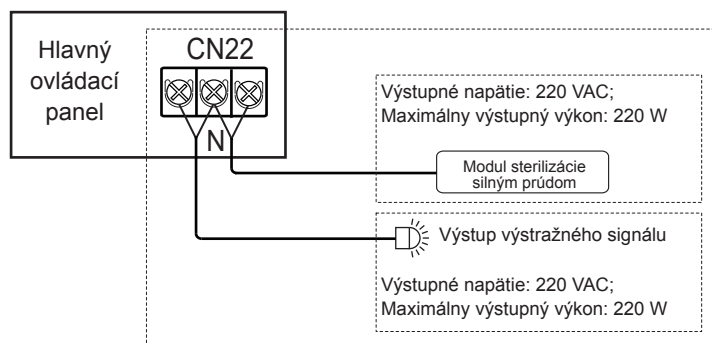 Hlavný
ovládací
panel
CN22
N
Výstupné napätie: 220 VAC;
Maximálny výstupný výkon: 220 W
Modul sterilizácie
silným prúdom
Výstup výstražného signálu
Výstupné napätie: 220 VAC;
Maximálny výstupný výkon: 220 W